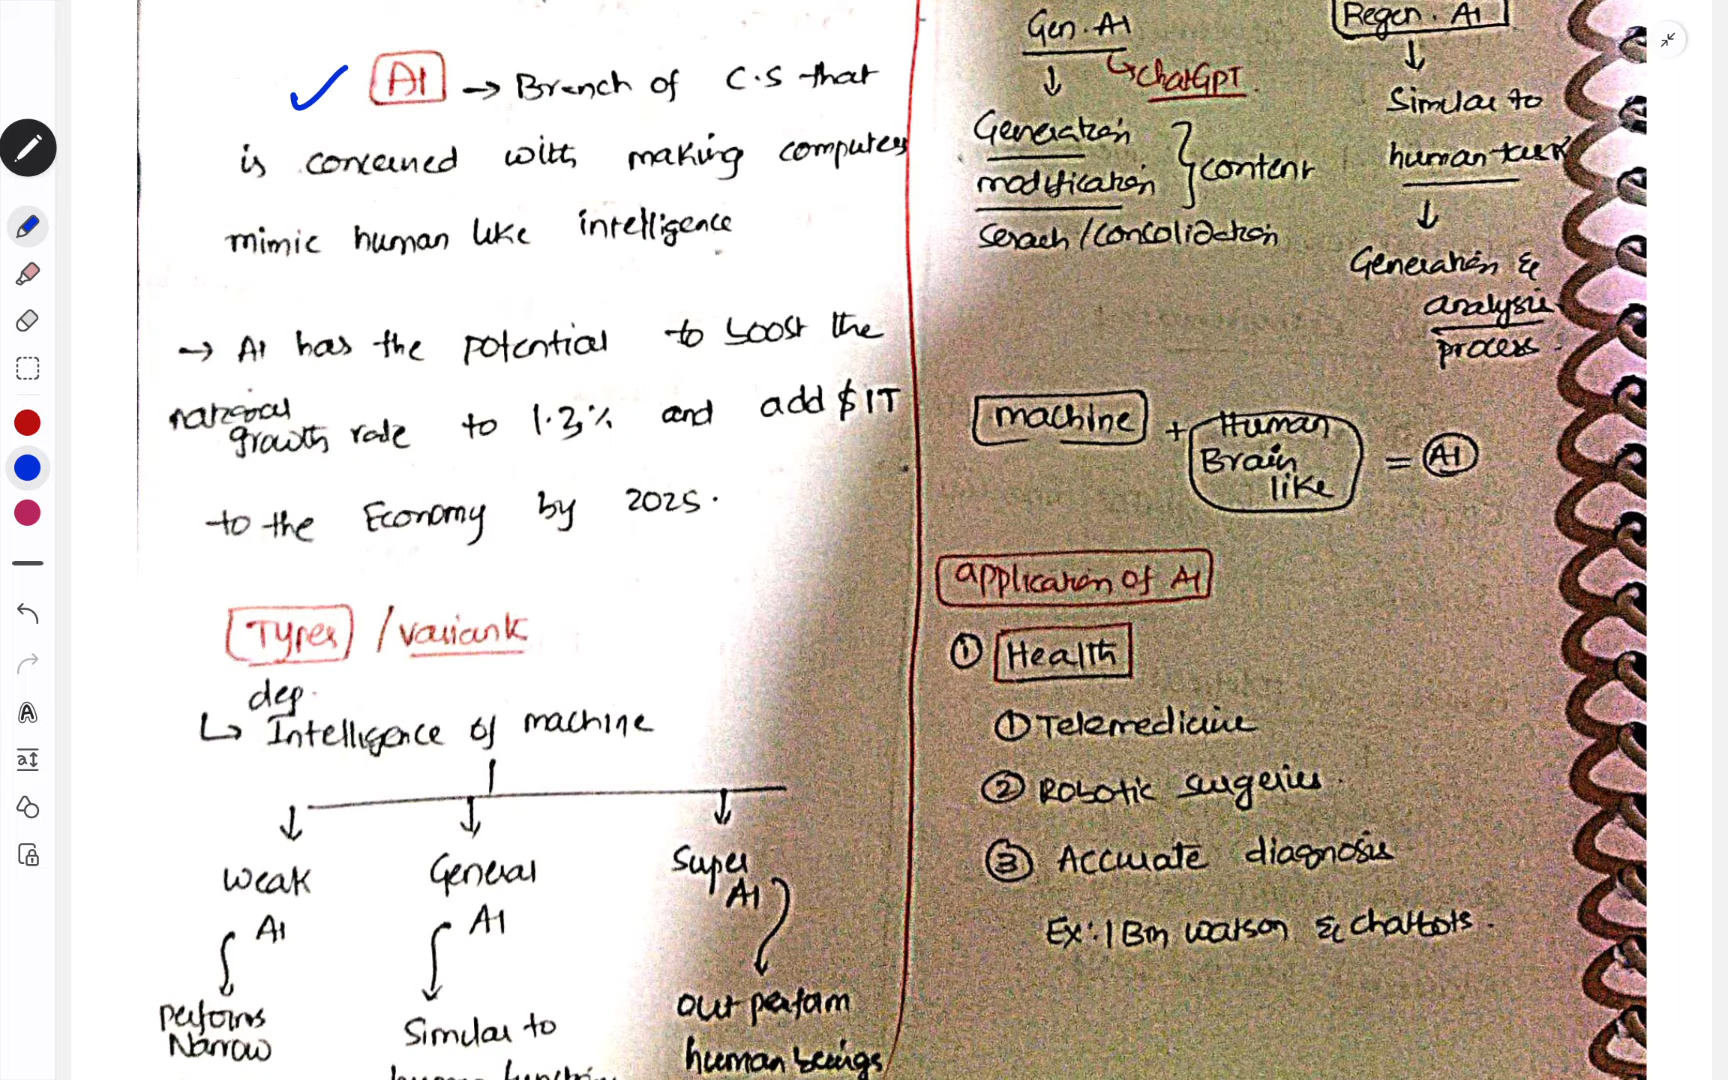 AI → Branch of C.S that
is concerned with making computers
mimic human like intelligence
→ AI has the potential to boost the
national
growth rate to 1.3% and add $1T
to the Economy by 2025.
Types / Variants
dep.
↳ Intelligence of machine
Weak
AI
performs
Narrow
General
AI
Similar to
human function
Super
AI
out perform
human beings
Gen. AI
↳ ChatGPT
↓
Generation
modification } content
Serach / Concolidation
Regen. AI
↓
Similar to
human task
↓
Generation &
analysis
process.
machine + Human
Brain
like = AI
application of AI
① Health
① Telemedicine
② Robotic surgeries.
③ Accurate diagnosis
Ex: IBm watson & chatbots.